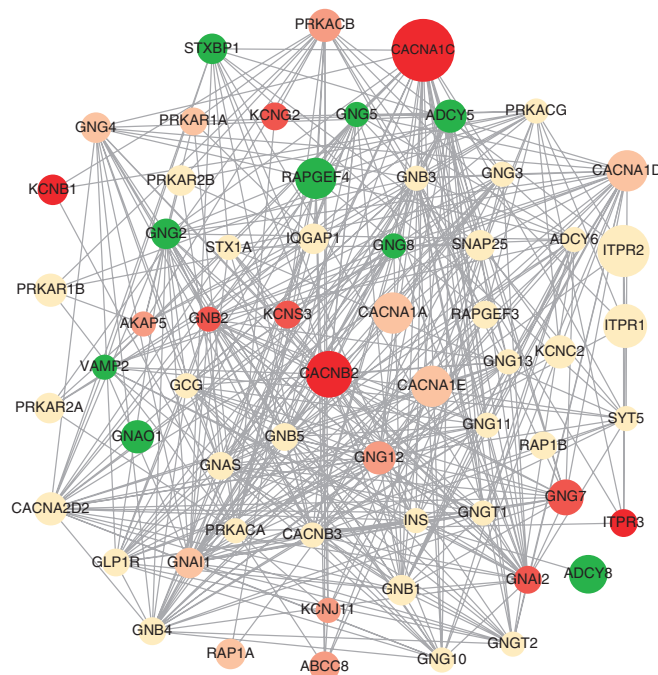 PRKACB
STXBP1
CACNA1C
GNG4
PRKAR1A
KCNG2
GNG5
ADCY5
PRKACG
KCNB1
PRKAR2B
RAPGEF4
GNB3
GNG3
CACNA1D
GNG2
STX1A
IQGAP1
GNG8
SNAP25
ADCY6
ITPR2
PRKAR1B
AKAP5
GNB2
KCNS3
CACNA1A
RAPGEF3
ITPR1
VAMP2
GCG
CACNB2
CACNA1E
GNG13
KCNC2
PRKAR2A
GNAO1
GNB5
GNG11
SYT5
GNAS
GNG12
RAP1B
CACNA2D2
PRKACA
CACNB3
INS
GNGT1
GNG7
ITPR3
GLP1R
GNAI1
GNB1
GNAI2
ADCY8
GNB4
KCNJ11
RAP1A
ABCC8
GNG10
GNGT2